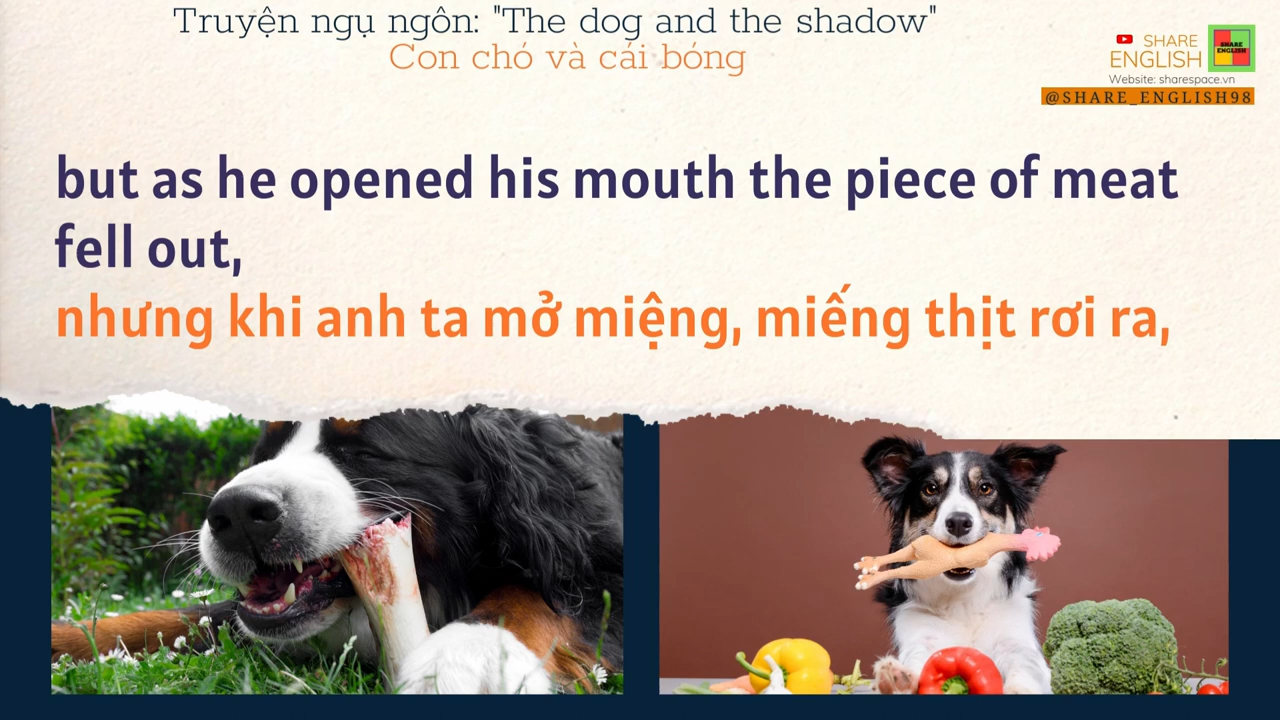 Truyện ngụ ngôn: "The dog and the shadow"
Con chó và cái bóng
SHARE
ENGLISH
SHARE
ENGLISH
Website: sharespace.vn
@SHARE_ENGLISH98
but as he opened his mouth the piece of meat
fell out,
nhưng khi anh ta mở miệng, miếng thịt rơi ra,